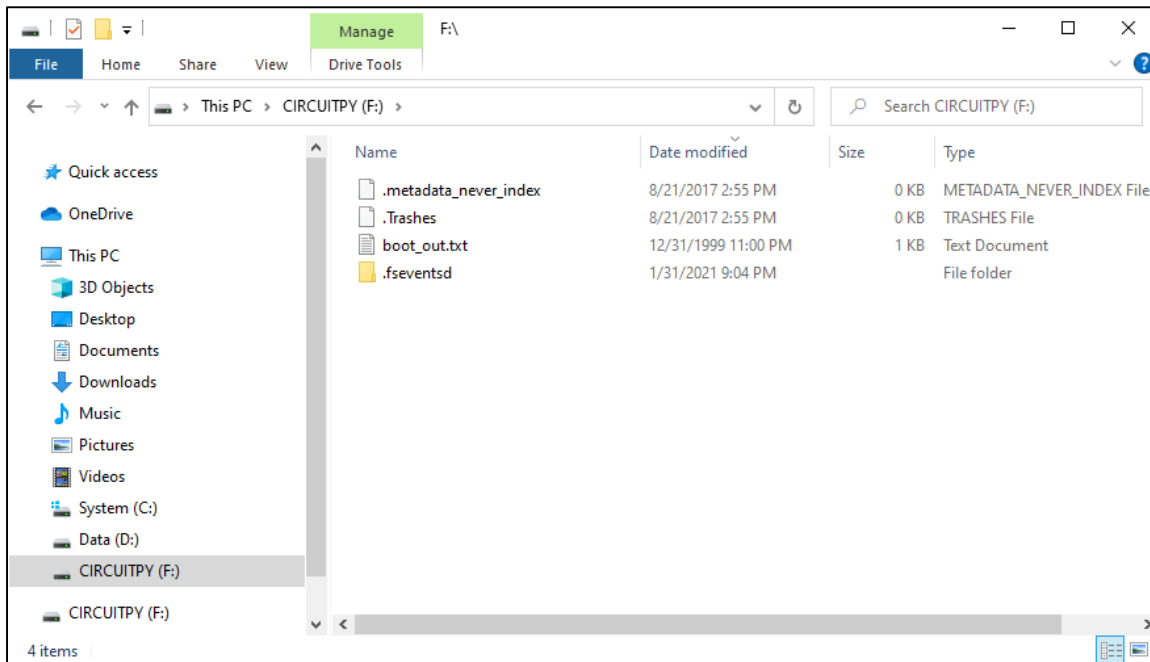 Manage F:\
File Home Share View Drive Tools
This PC > CIRCUITPY (F:) >
Search CIRCUITPY (F:)
Quick access
OneDrive
This PC
3D Objects
Desktop
Documents
Downloads
Music
Pictures
Videos
System (C:)
Data (D:)
CIRCUITPY (F:)
CIRCUITPY (F:)
Name Date modified Size Type
.metadata_never_index 8/21/2017 2:55 PM 0 KB METADATA_NEVER_INDEX File
.Trashes 8/21/2017 2:55 PM 0 KB TRASHES File
boot_out.txt 12/31/1999 11:00 PM 1 KB Text Document
.fseventsd 1/31/2021 9:04 PM File folder
4 items